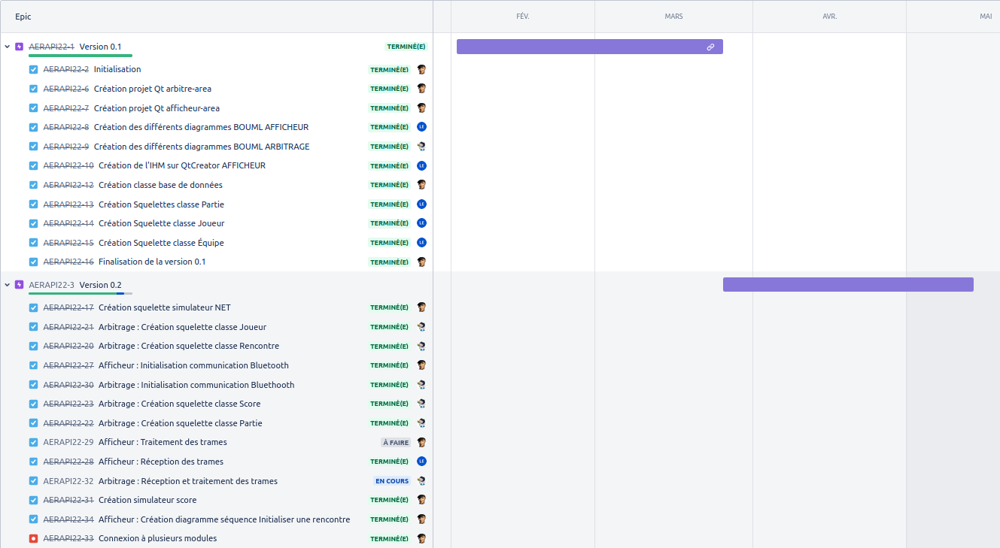 Epic FÉV. MARS AVR. MAI
AERAPI22-1 Version 0.1 TERMINÉ(E)
AERAPI22-2 Initialisation TERMINÉ(E)
AERAPI22-6 Création projet Qt arbitre-area TERMINÉ(E)
AERAPI22-7 Création projet Qt afficheur-area TERMINÉ(E)
AERAPI22-8 Création des différents diagrammes BOUML AFFICHEUR TERMINÉ(E) LE
AERAPI22-9 Création des différents diagrammes BOUML ARBITRAGE TERMINÉ(E)
AERAPI22-10 Création de l'IHM sur QtCreator AFFICHEUR TERMINÉ(E) LE
AERAPI22-12 Création classe base de données TERMINÉ(E)
AERAPI22-13 Création Squelettes classe Partie TERMINÉ(E) LE
AERAPI22-14 Création Squelette classe Joueur TERMINÉ(E) LE
AERAPI22-15 Création Squelette classe Équipe TERMINÉ(E) LE
AERAPI22-16 Finalisation de la version 0.1 TERMINÉ(E)
AERAPI22-3 Version 0.2
AERAPI22-17 Création squelette simulateur NET TERMINÉ(E)
AERAPI22-21 Arbitrage : Création squelette classe Joueur TERMINÉ(E)
AERAPI22-20 Arbitrage : Création squelette classe Rencontre TERMINÉ(E)
AERAPI22-27 Afficheur : Initialisation communication Bluetooth TERMINÉ(E)
AERAPI22-30 Arbitrage : Initialisation communication Bluethooth TERMINÉ(E)
AERAPI22-23 Arbitrage : Création squelette classe Score TERMINÉ(E)
AERAPI22-22 Arbitrage : Création squelette classe Partie TERMINÉ(E)
AERAPI22-29 Afficheur : Traitement des trames À FAIRE
AERAPI22-28 Afficheur : Réception des trames TERMINÉ(E) LE
AERAPI22-32 Arbitrage : Réception et traitement des trames EN COURS
AERAPI22-31 Création simulateur score TERMINÉ(E)
AERAPI22-34 Afficheur : Création diagramme séquence Initialiser une rencontre TERMINÉ(E)
AERAPI22-33 Connexion à plusieurs modules TERMINÉ(E)